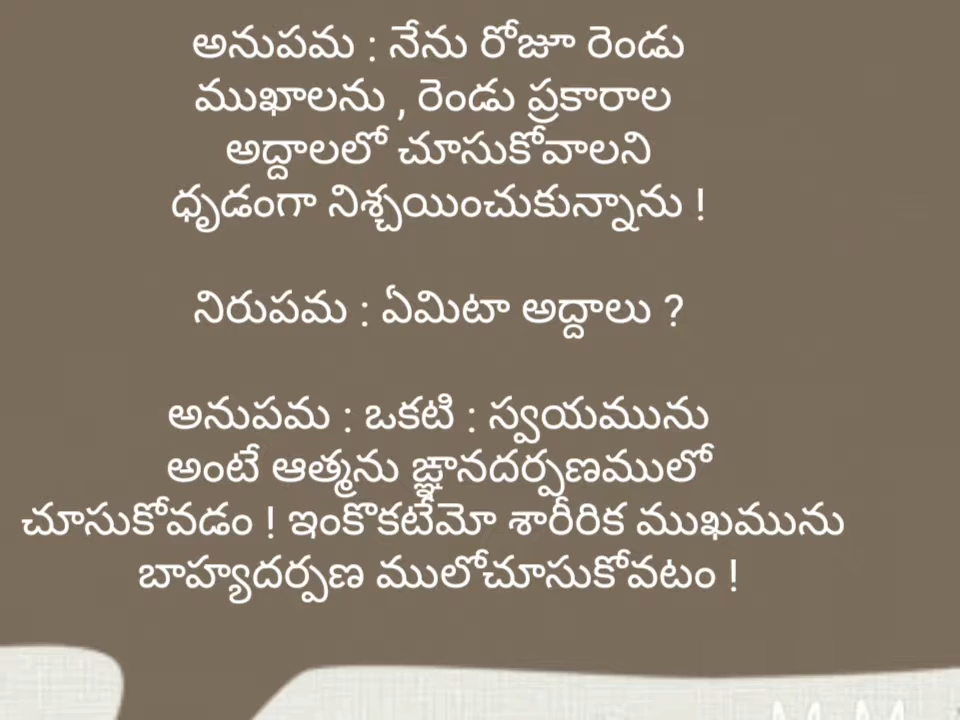 అనుపమ : నేను రోజూ రెండు
ముఖాలను , రెండు ప్రకారాల
అద్దాలలో చూసుకోవాలని
ధృడంగా నిశ్చయించుకున్నాను !
నిరుపమ : ఏమిటా అద్దాలు ?
అనుపమ : ఒకటి : స్వయమును
అంటే ఆత్మను ఙ్ఞానదర్పణములో
చూసుకోవడం ! ఇంకొకటేమో శారీరిక ముఖమును
బాహ్యదర్పణ ములోచూసుకోవటం !